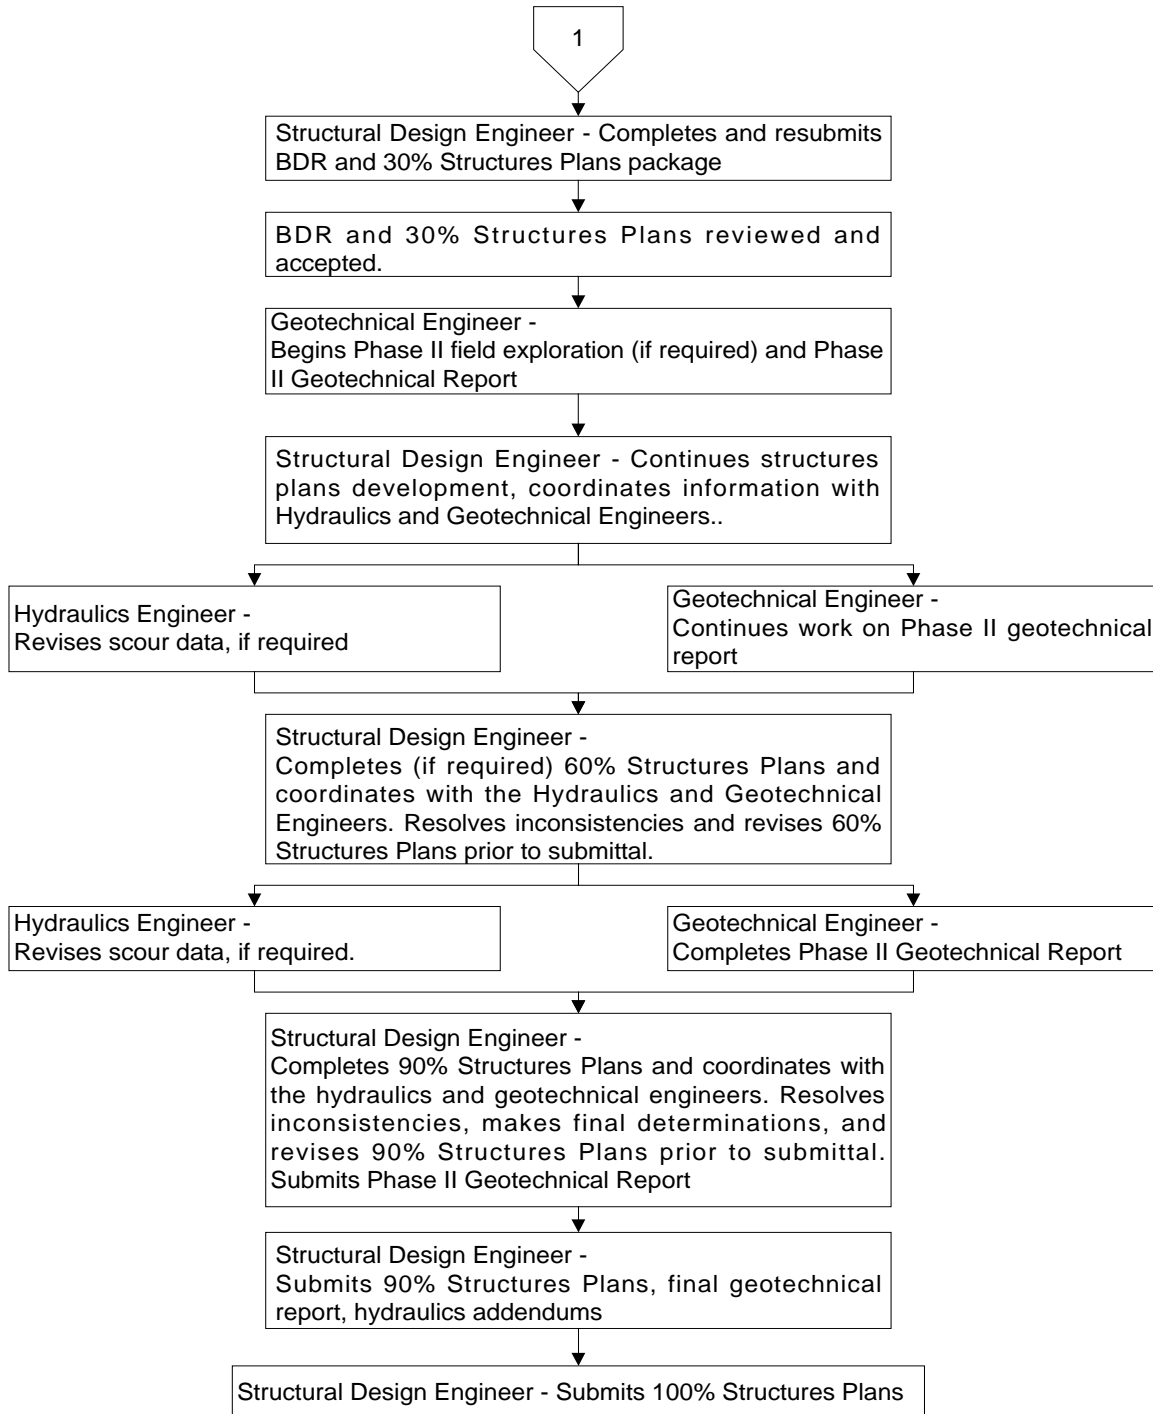 1
Structural Design Engineer - Completes and resubmits
BDR and 30% Structures Plans package
BDR and 30% Structures Plans reviewed and
accepted.
Geotechnical Engineer -
Begins Phase II field exploration (if required) and Phase
II Geotechnical Report
Structural Design Engineer - Continues structures
plans development, coordinates information with
Hydraulics and Geotechnical Engineers..
Hydraulics Engineer -
Revises scour data, if required
Geotechnical Engineer -
Continues work on Phase II geotechnical
report
Structural Design Engineer -
Completes (if required) 60% Structures Plans and
coordinates with the Hydraulics and Geotechnical
Engineers. Resolves inconsistencies and revises 60%
Structures Plans prior to submittal.
Hydraulics Engineer -
Revises scour data, if required.
Geotechnical Engineer -
Completes Phase II Geotechnical Report
Structural Design Engineer -
Completes 90% Structures Plans and coordinates with
the hydraulics and geotechnical engineers. Resolves
inconsistencies, makes final determinations, and
revises 90% Structures Plans prior to submittal.
Submits Phase II Geotechnical Report
Structural Design Engineer -
Submits 90% Structures Plans, final geotechnical
report, hydraulics addendums
Structural Design Engineer - Submits 100% Structures Plans